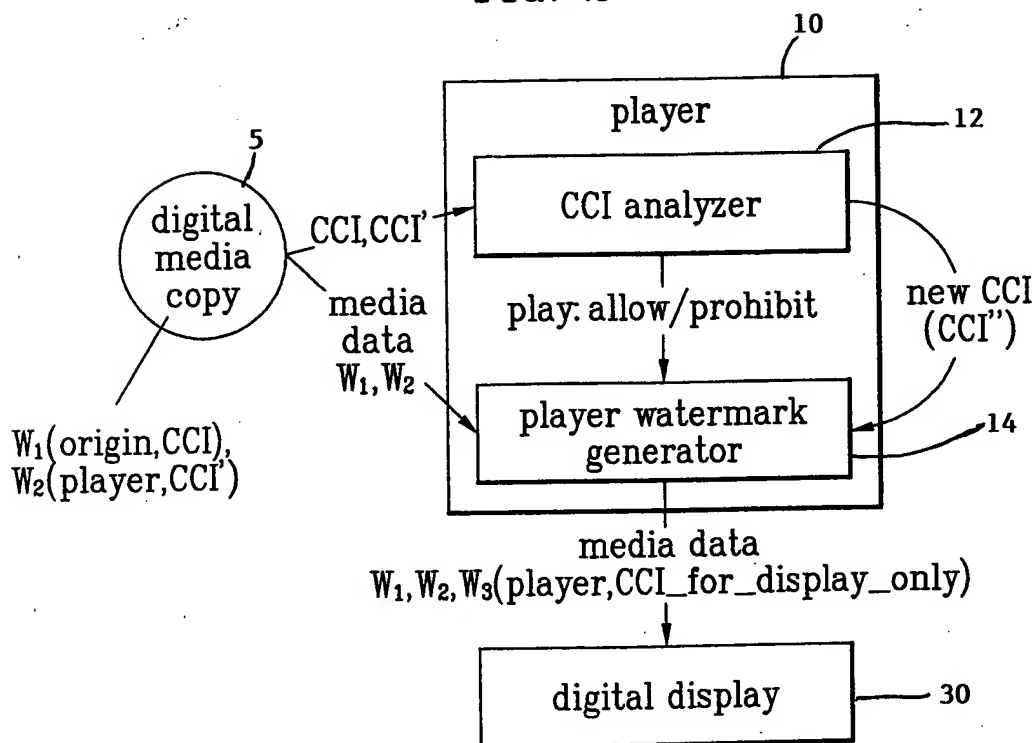 10
player
12
5
digital
media
copy
CCI,CCI'
CCI analyzer
media
data
W₁,W₂
play: allow/prohibit
new CCI
(CCI")
player watermark
generator
14
W₁(origin,CCI),
W₂(player,CCI')
media data
W₁,W₂,W₃(player,CCI_for_display_only)
digital display
30